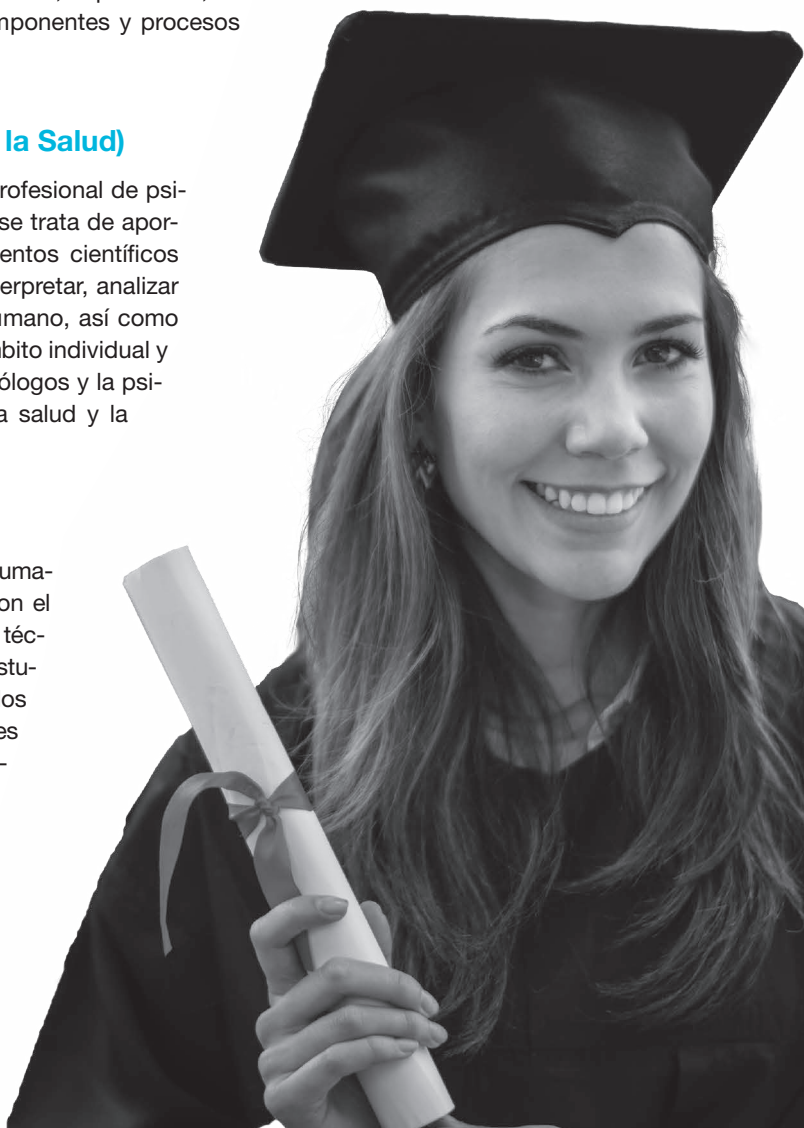 mponentes y procesos
la Salud)
rofesional de psi-
se trata de apor-
entos científicos
erpretar, analizar
umano, así como
bito individual y
ólogos y la psi-
a salud y la
uma-
on el
téc-
stu-
os
es
-